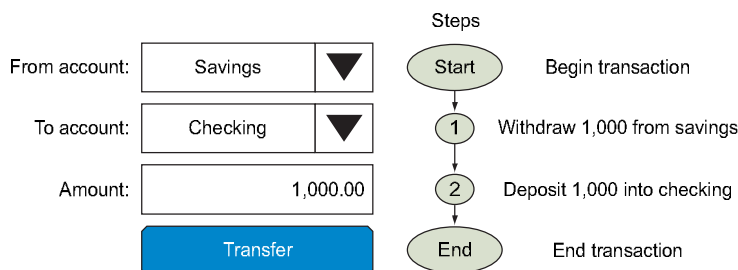 Steps
From account: Savings Start Begin transaction
To account: Checking 1 Withdraw 1,000 from savings
Amount: 1,000.00 2 Deposit 1,000 into checking
Transfer End End transaction